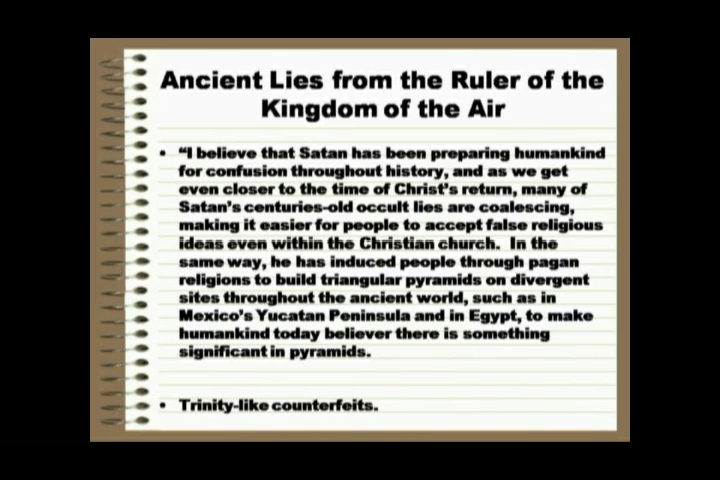 Ancient Lies from the Ruler of the
Kingdom of the Air
• “I believe that Satan has been preparing humankind
for confusion throughout history, and as we get
even closer to the time of Christ’s return, many of
Satan’s centuries-old occult lies are coalescing,
making it easier for people to accept false religious
ideas even within the Christian church.  In the
same way, he has induced people through pagan
religions to build triangular pyramids on divergent
sites throughout the ancient world, such as in
Mexico’s Yucatan Peninsula and in Egypt, to make
humankind today believer there is something
significant in pyramids.
• Trinity-like counterfeits.